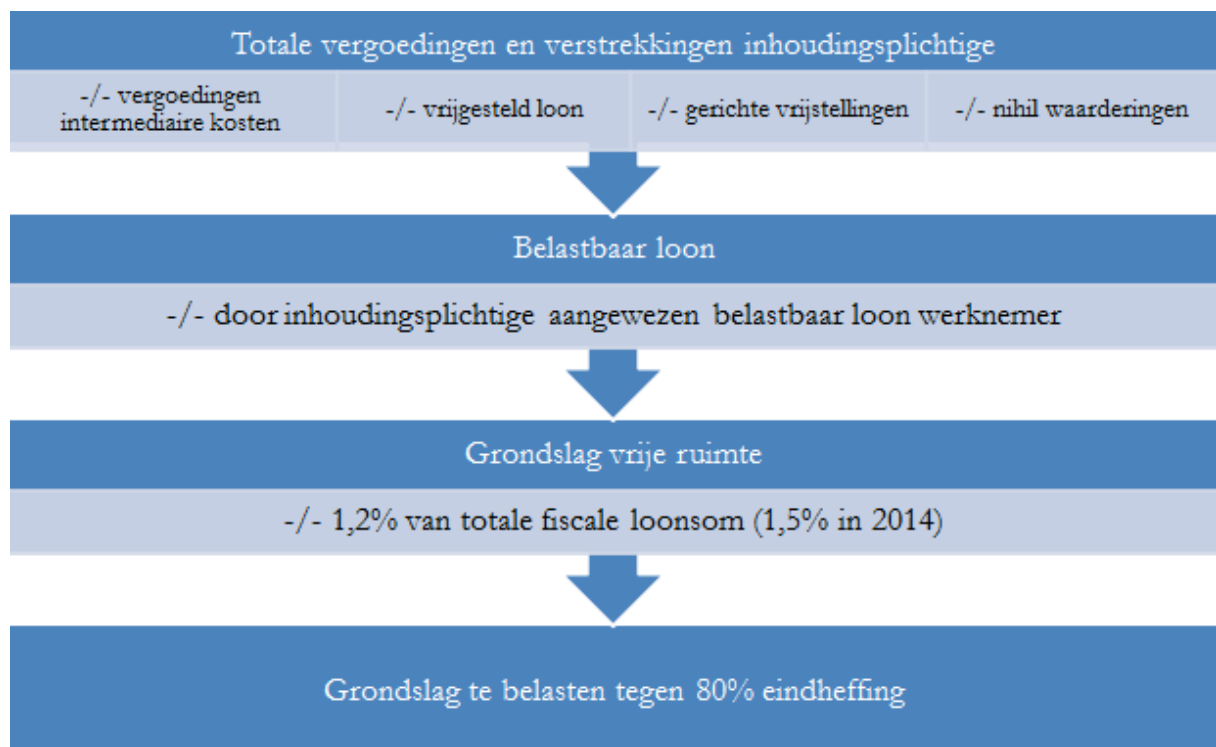 Totale vergoedingen en verstrekkingen inhoudingsplichtige
-/- vergoedingen
intermediaire kosten
-/- vrijgesteld loon
-/- gerichte vrijstellingen
-/- nihil waarderingen
Belastbaar loon
-/- door inhoudingsplichtige aangewezen belastbaar loon werknemer
Grondslag vrije ruimte
-/- 1,2% van totale fiscale loonsom (1,5% in 2014)
Grondslag te belasten tegen 80% eindheffing